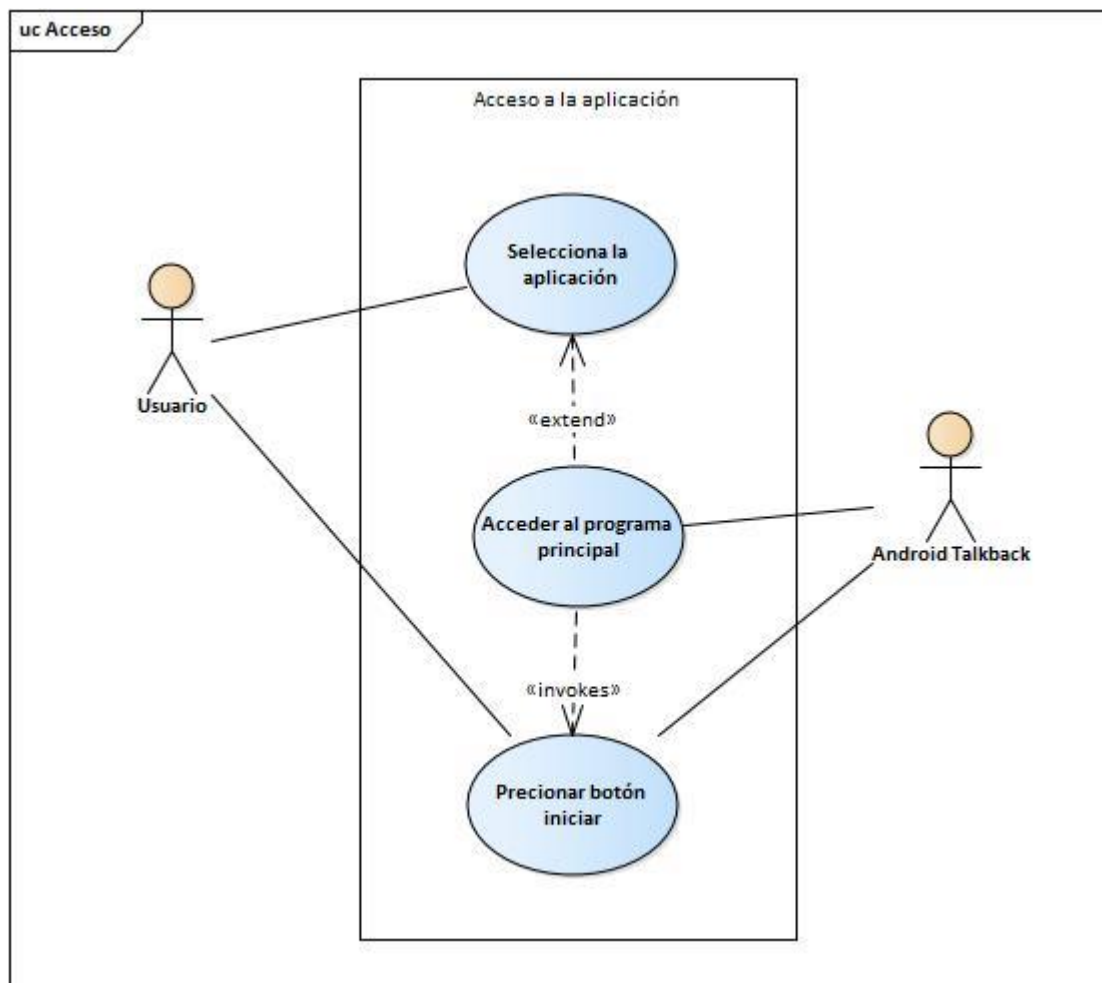 uc Acceso
Acceso a la aplicación
Selecciona la
aplicación
Usuario
«extend»
Acceder al programa
principal
Android Talkback
«invokes»
Precionar botón
iniciar